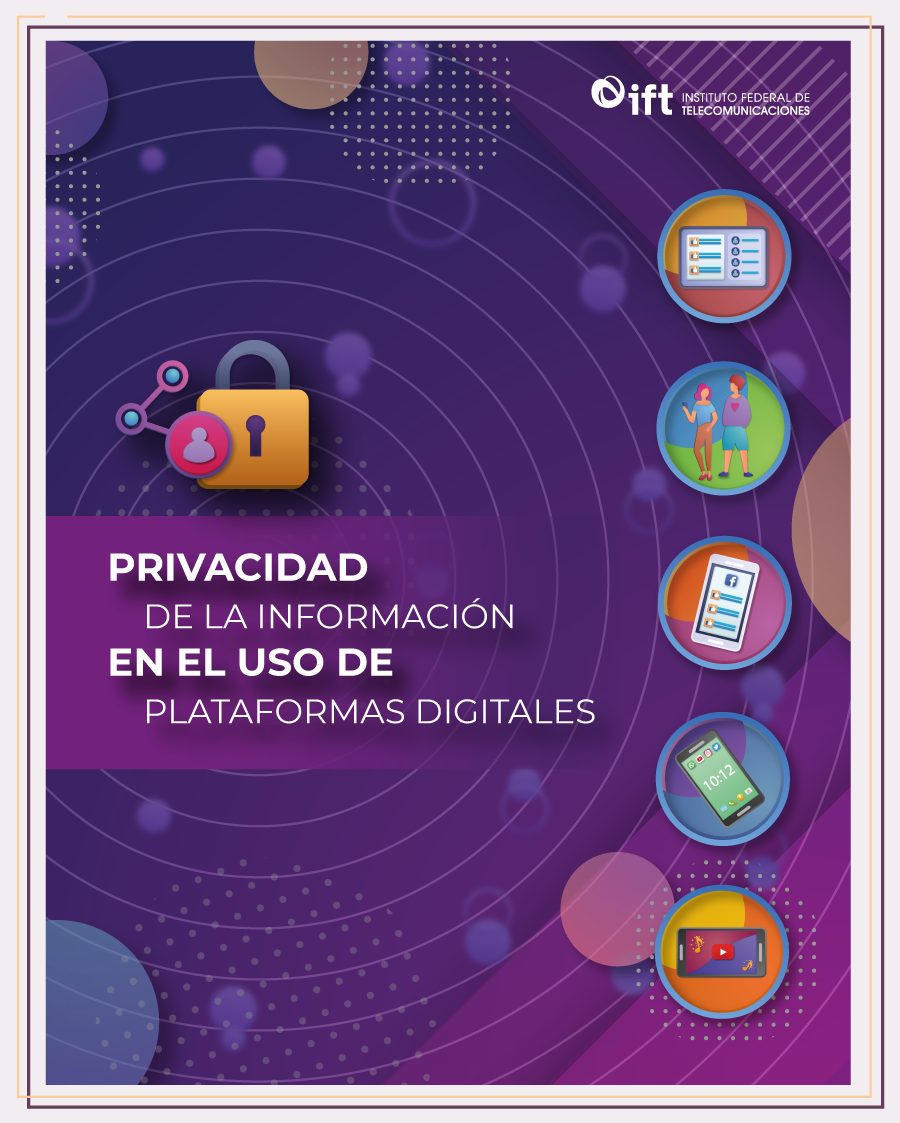 ift INSTITUTO FEDERAL DE
TELECOMUNICACIONES
PRIVACIDAD
DE LA INFORMACIÓN
EN EL USO DE
PLATAFORMAS DIGITALES
10:12